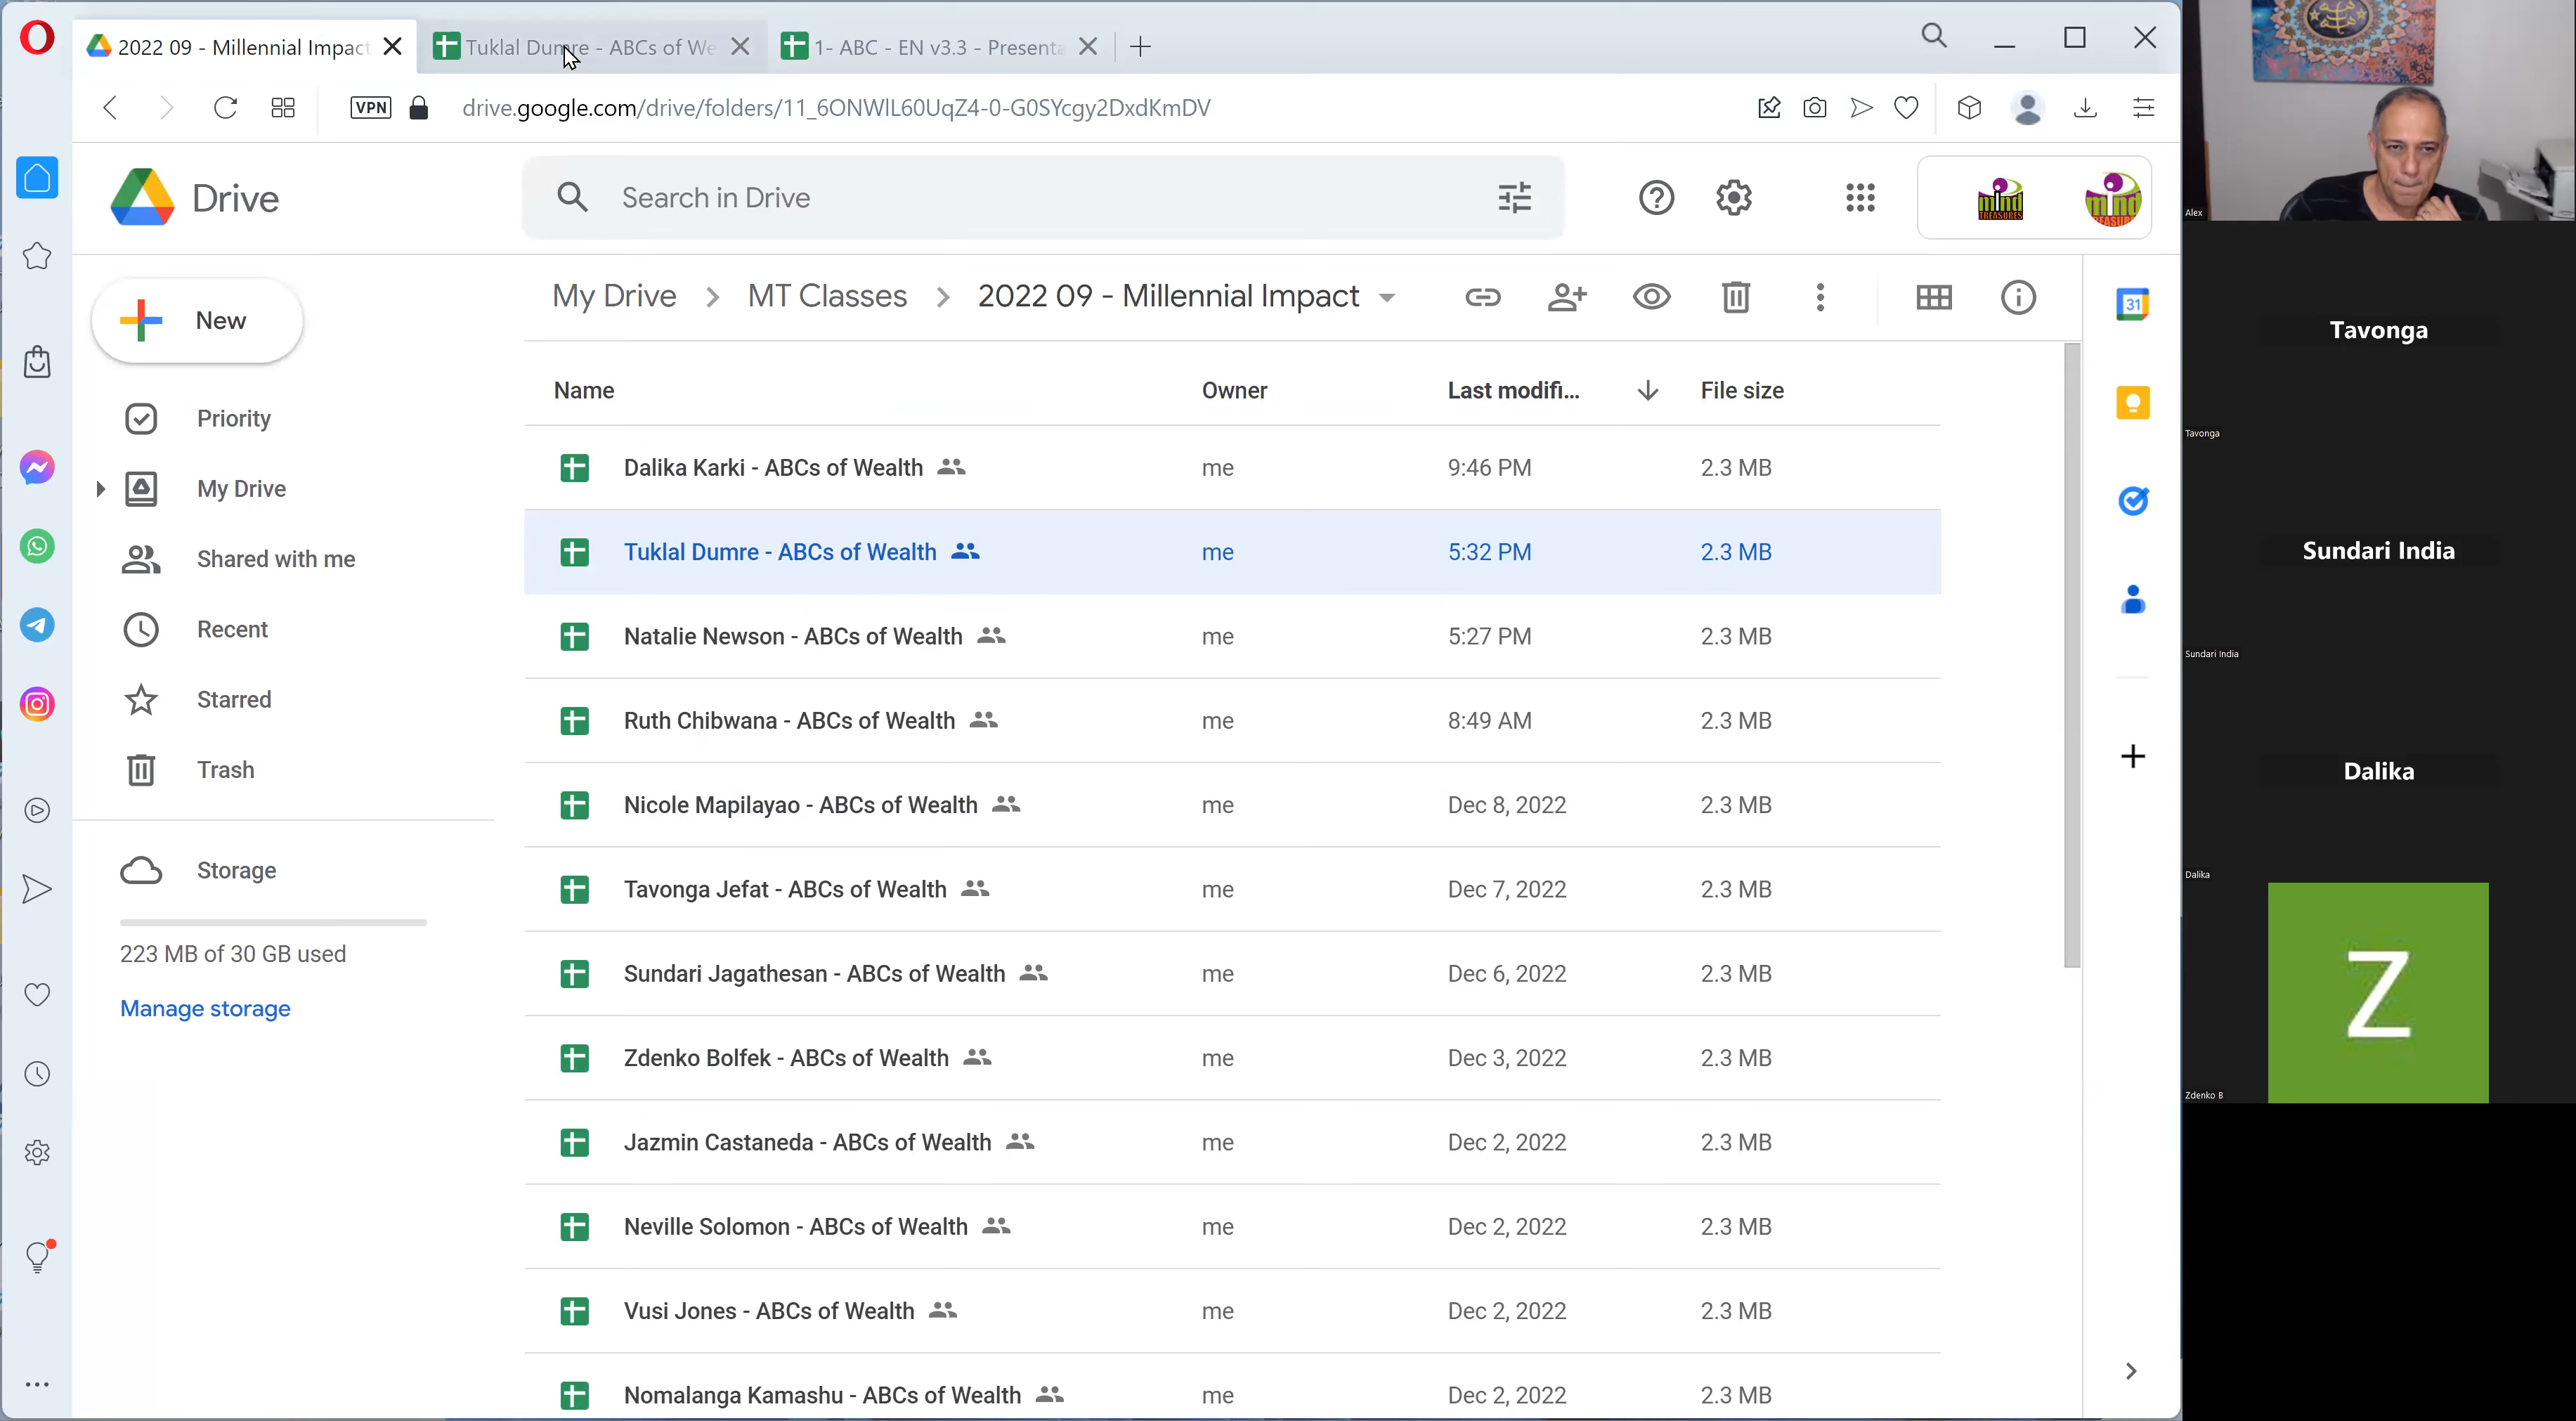 2022 09 - Millennial Impact
Tuklal Dumre - ABCs of We
1- ABC - EN v3.3 - Presenta
VPN
drive.google.com/drive/folders/11_6ONWlL60UqZ4-0-G0SYcgy2DxdKmDV
Drive
Search in Drive
mind
TREASURES
mind
Alex
New
My Drive
MT Classes
2022 09 - Millennial Impact
31
Name
Owner
Last modifi...
File size
Priority
My Drive
Shared with me
Recent
Starred
Trash
Storage
223 MB of 30 GB used
Manage storage
Dalika Karki - ABCs of Wealth me 9:46 PM 2.3 MB
Tuklal Dumre - ABCs of Wealth me 5:32 PM 2.3 MB
Natalie Newson - ABCs of Wealth me 5:27 PM 2.3 MB
Ruth Chibwana - ABCs of Wealth me 8:49 AM 2.3 MB
Nicole Mapilayao - ABCs of Wealth me Dec 8, 2022 2.3 MB
Tavonga Jefat - ABCs of Wealth me Dec 7, 2022 2.3 MB
Sundari Jagathesan - ABCs of Wealth me Dec 6, 2022 2.3 MB
Zdenko Bolfek - ABCs of Wealth me Dec 3, 2022 2.3 MB
Jazmin Castaneda - ABCs of Wealth me Dec 2, 2022 2.3 MB
Neville Solomon - ABCs of Wealth me Dec 2, 2022 2.3 MB
Vusi Jones - ABCs of Wealth me Dec 2, 2022 2.3 MB
Nomalanga Kamashu - ABCs of Wealth me Dec 2, 2022 2.3 MB
Tavonga
Tavonga
Sundari India
Sundari India
Dalika
Dalika
Z
Zdenko B